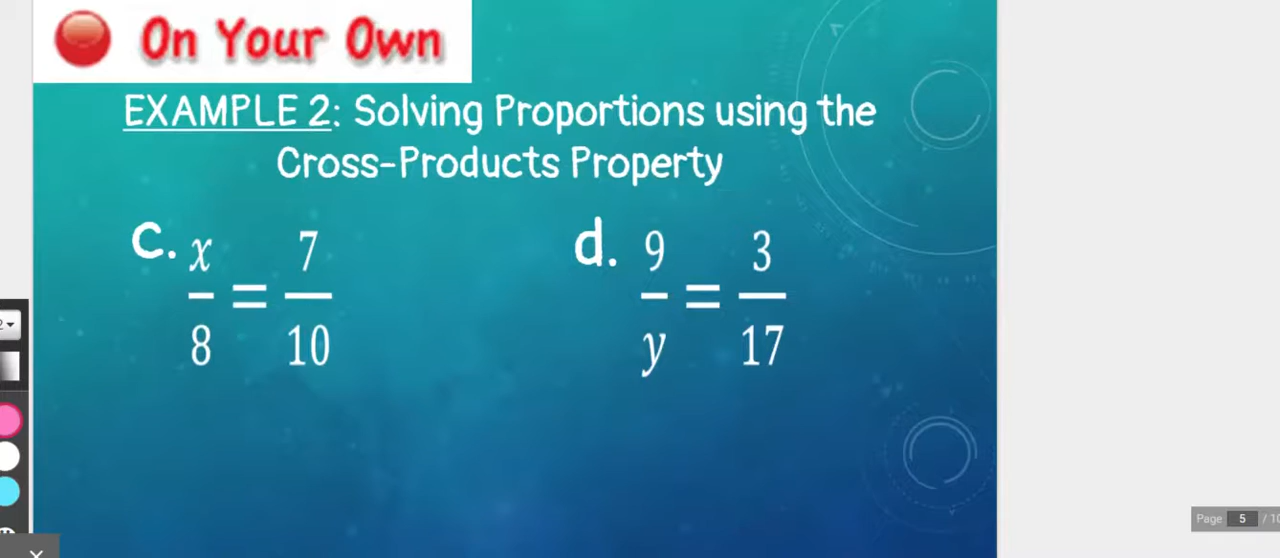 On Your Own
EXAMPLE 2: Solving Proportions using the
Cross-Products Property
c. x/8 = 7/10
d. 9/y = 3/17
Page 5 / 10